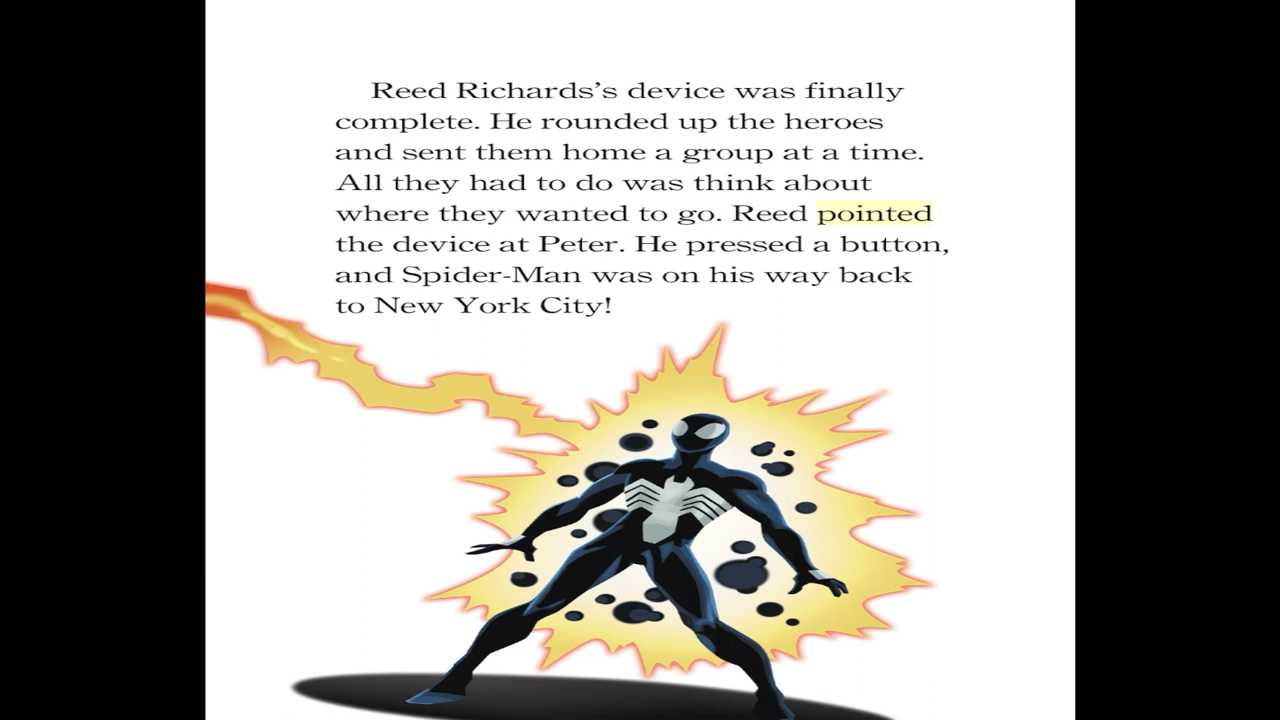 Reed Richards’s device was finally
complete. He rounded up the heroes
and sent them home a group at a time.
All they had to do was think about
where they wanted to go. Reed pointed
the device at Peter. He pressed a button,
and Spider-Man was on his way back
to New York City!